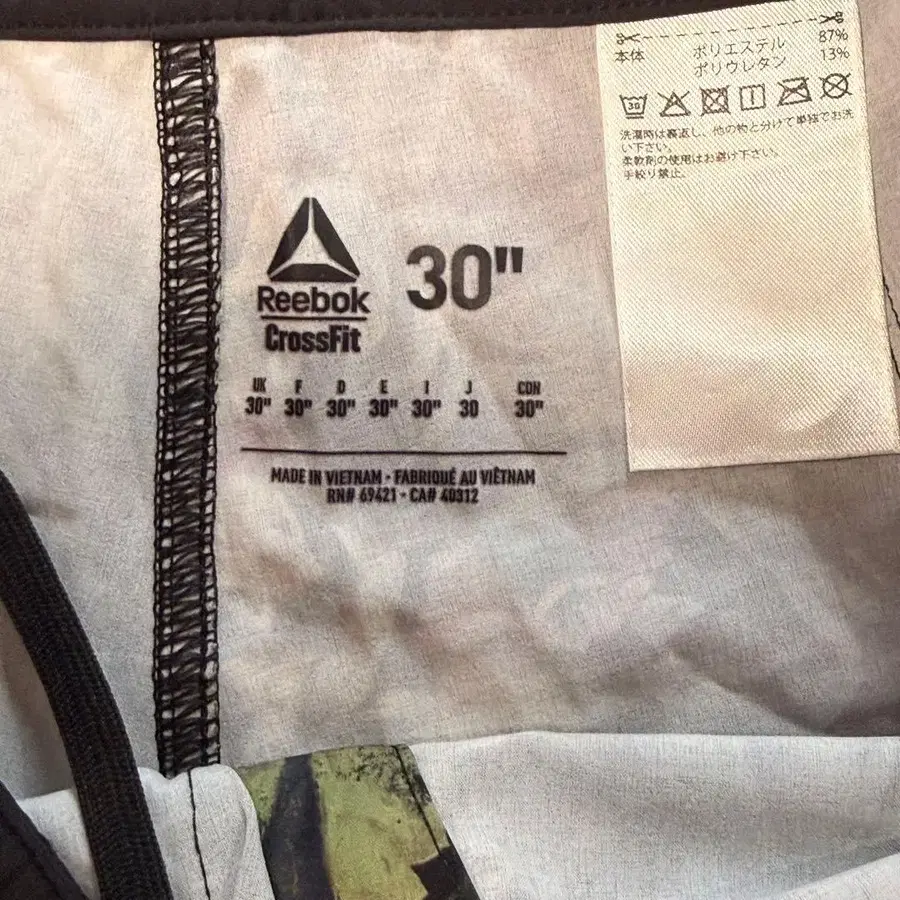 本体 ポリエステル 87%
ポリウレタン 13%
30
洗濯時は裏返し、他の物と分けて単独でお洗
い下さい。
柔軟剤の使用はお避け下さい。
手絞り禁止。
Reebok
CrossFit
30"
UK F D E I J CDN
30" 30" 30" 30" 30" 30 30"
MADE IN VIETNAM • FABRIQUÉ AU VIÊTNAM
RN# 69421 • CA# 40312